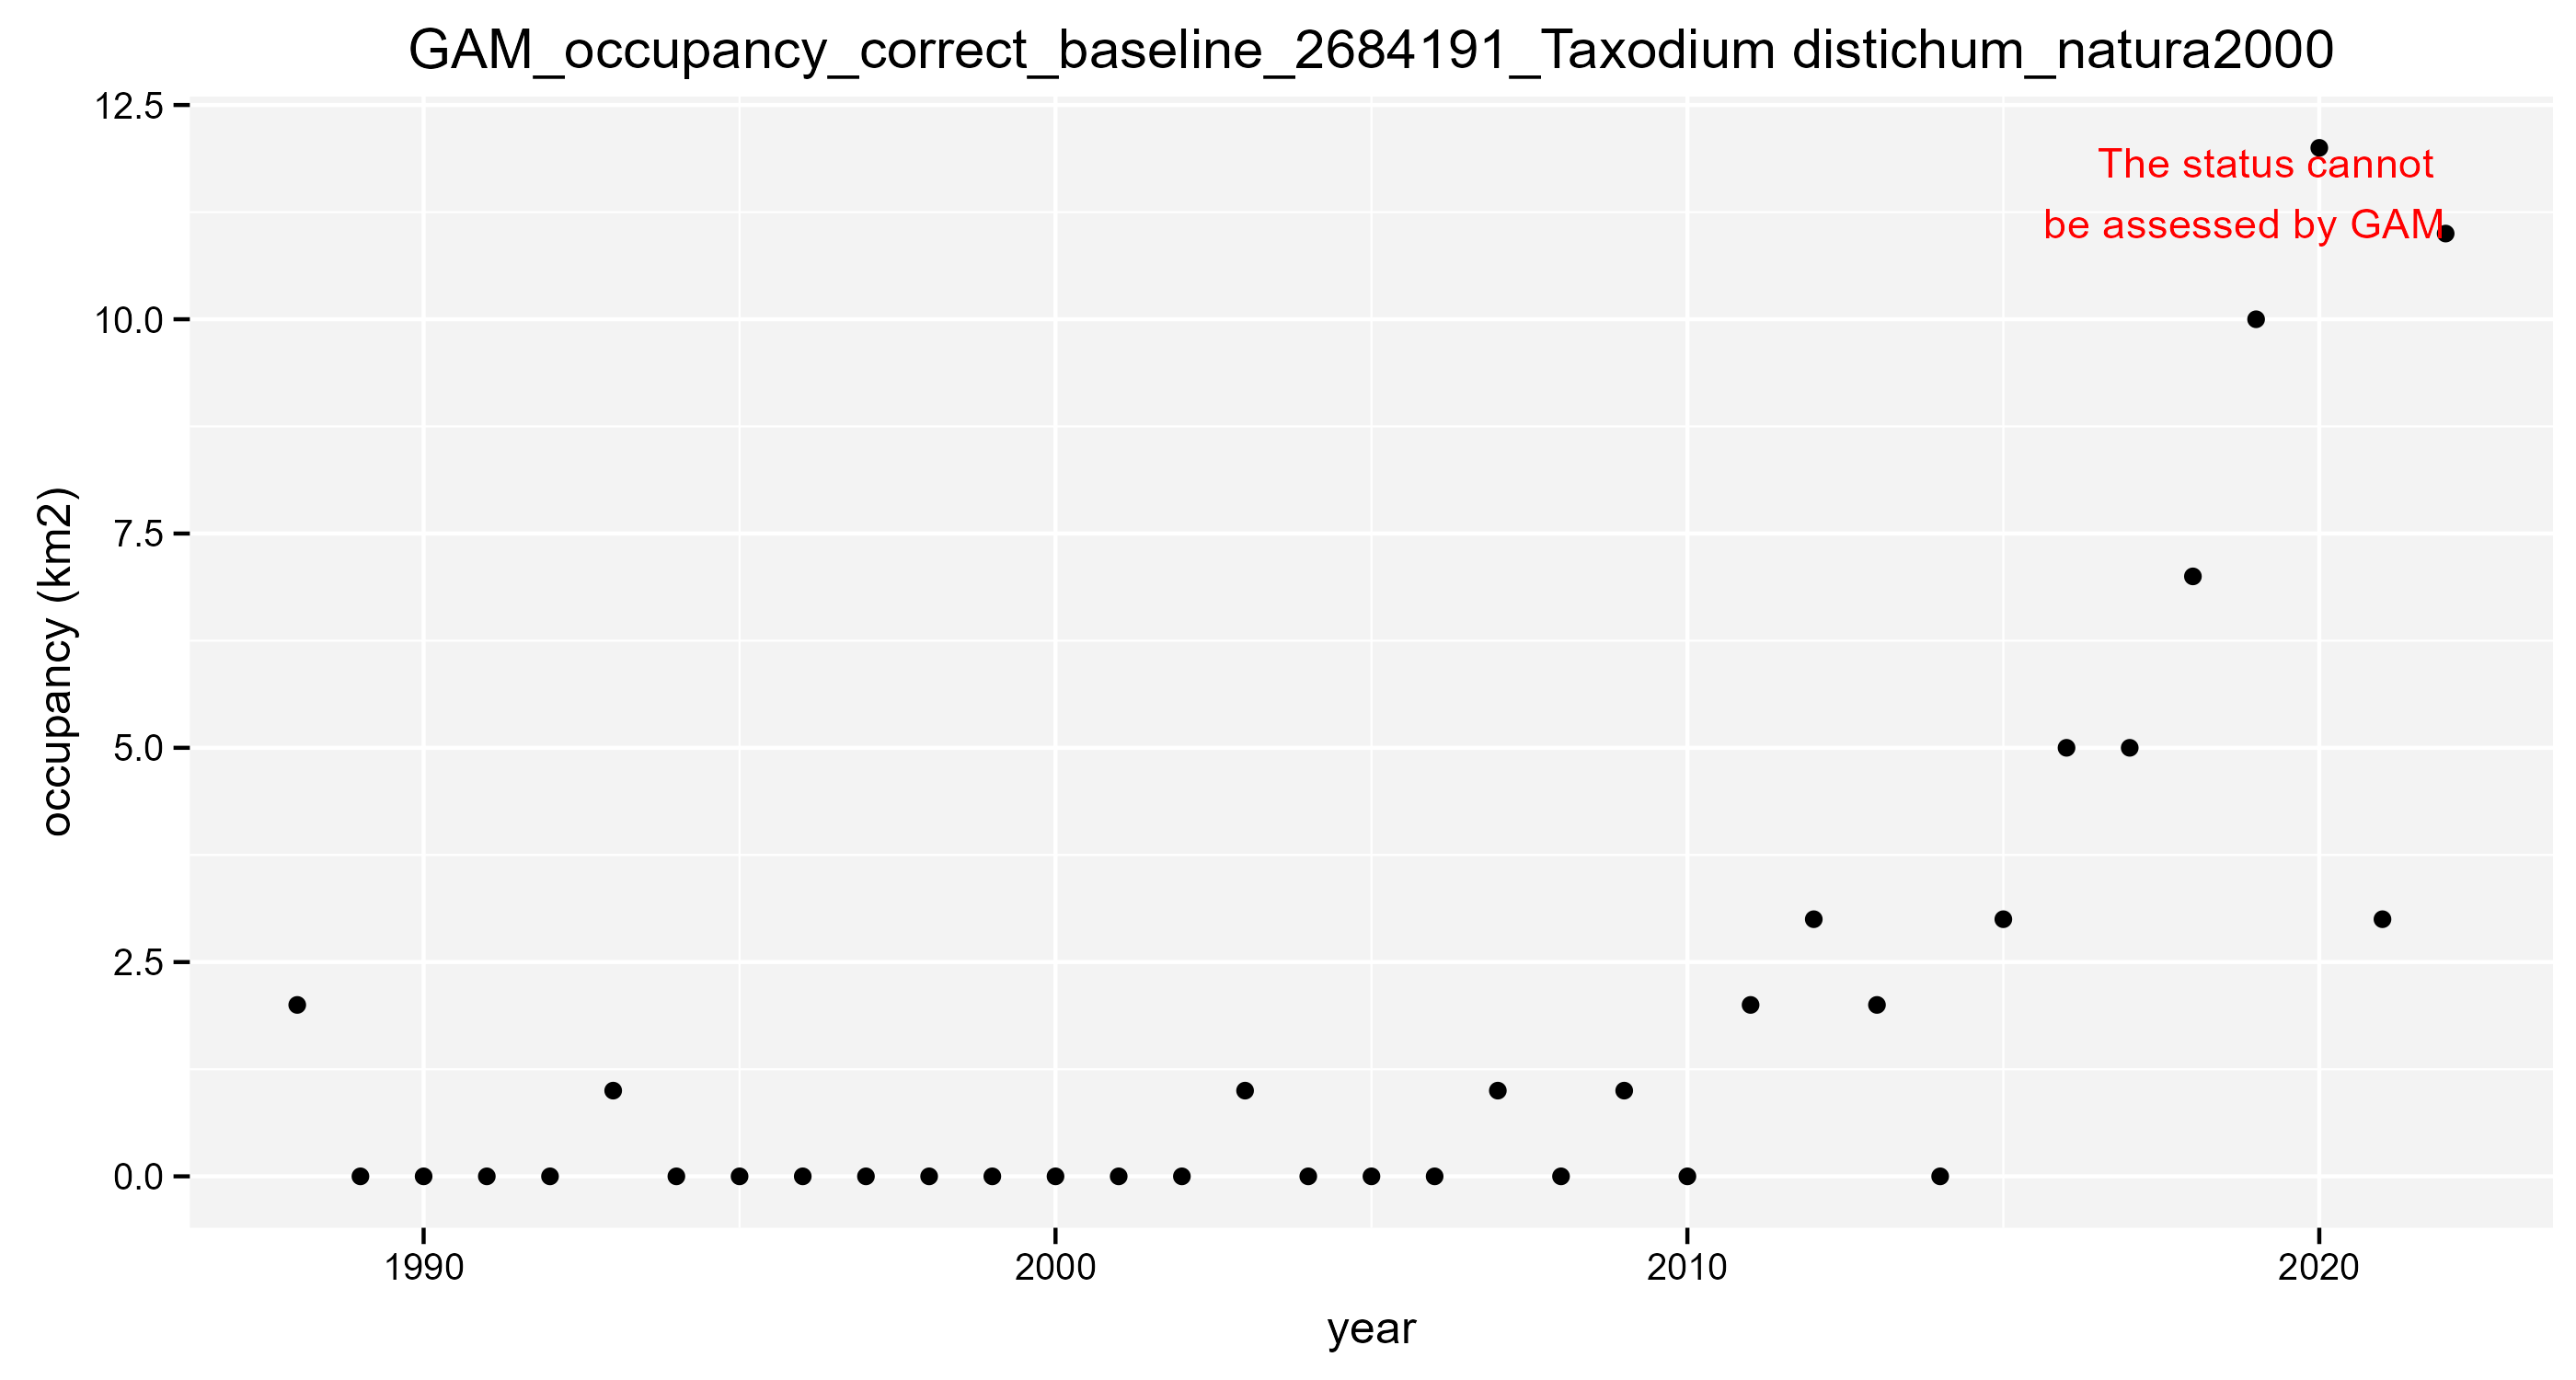 GAM_occupancy_correct_baseline_2684191_Taxodium distichum_natura2000
12.5
The status cannot
be assessed by GAM
10.0
7.5
occupancy (km2)
5.0
2.5
0.0
1990 2000 2010 2020
year